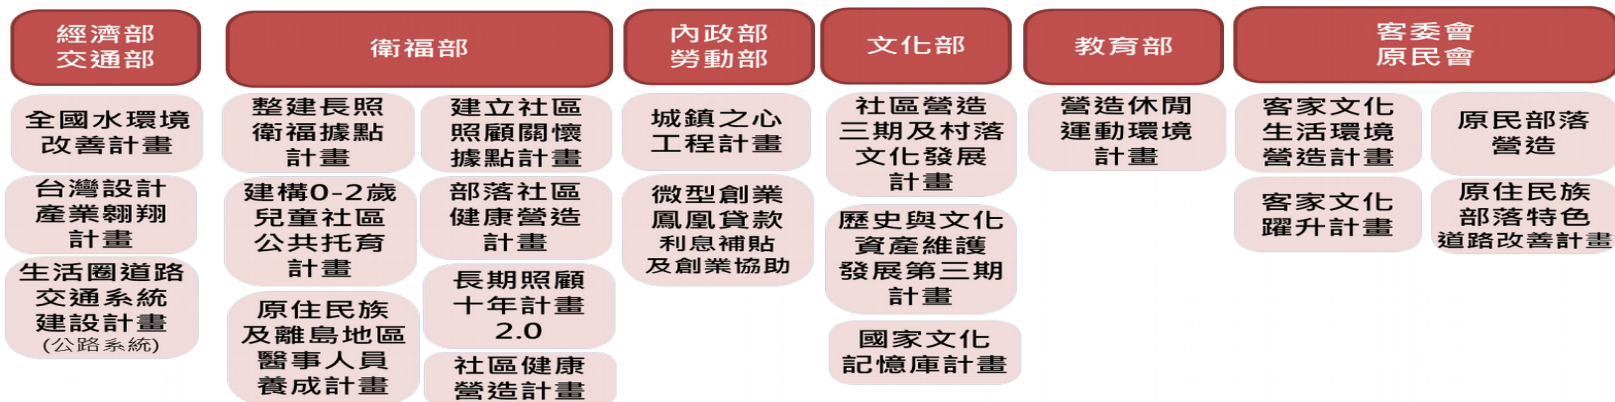 經濟部
交通部
全國水環境
改善計畫
台灣設計
產業翱翔
計畫
生活圈道路
交通系統
建設計畫
(公路系統)
衛福部
整建長照
衛福據點
計畫
建構0-2歲
兒童社區
公共托育
計畫
原住民族
及離島地區
醫事人員
養成計畫
建立社區
照顧關懷
據點計畫
部落社區
健康營造
計畫
長期照顧
十年計畫
2.0
社區健康
營造計畫
內政部
勞動部
城鎮之心
工程計畫
微型創業
鳳凰貸款
利息補貼
及創業協助
文化部
社區營造
三期及村落
文化發展
計畫
歷史與文化
資產維護
發展第三期
計畫
國家文化
記憶庫計畫
教育部
營造休閒
運動環境
計畫
客委會
原民會
客家文化
生活環境
營造計畫
客家文化
躍升計畫
原民部落
營造
原住民族
部落特色
道路改善計畫